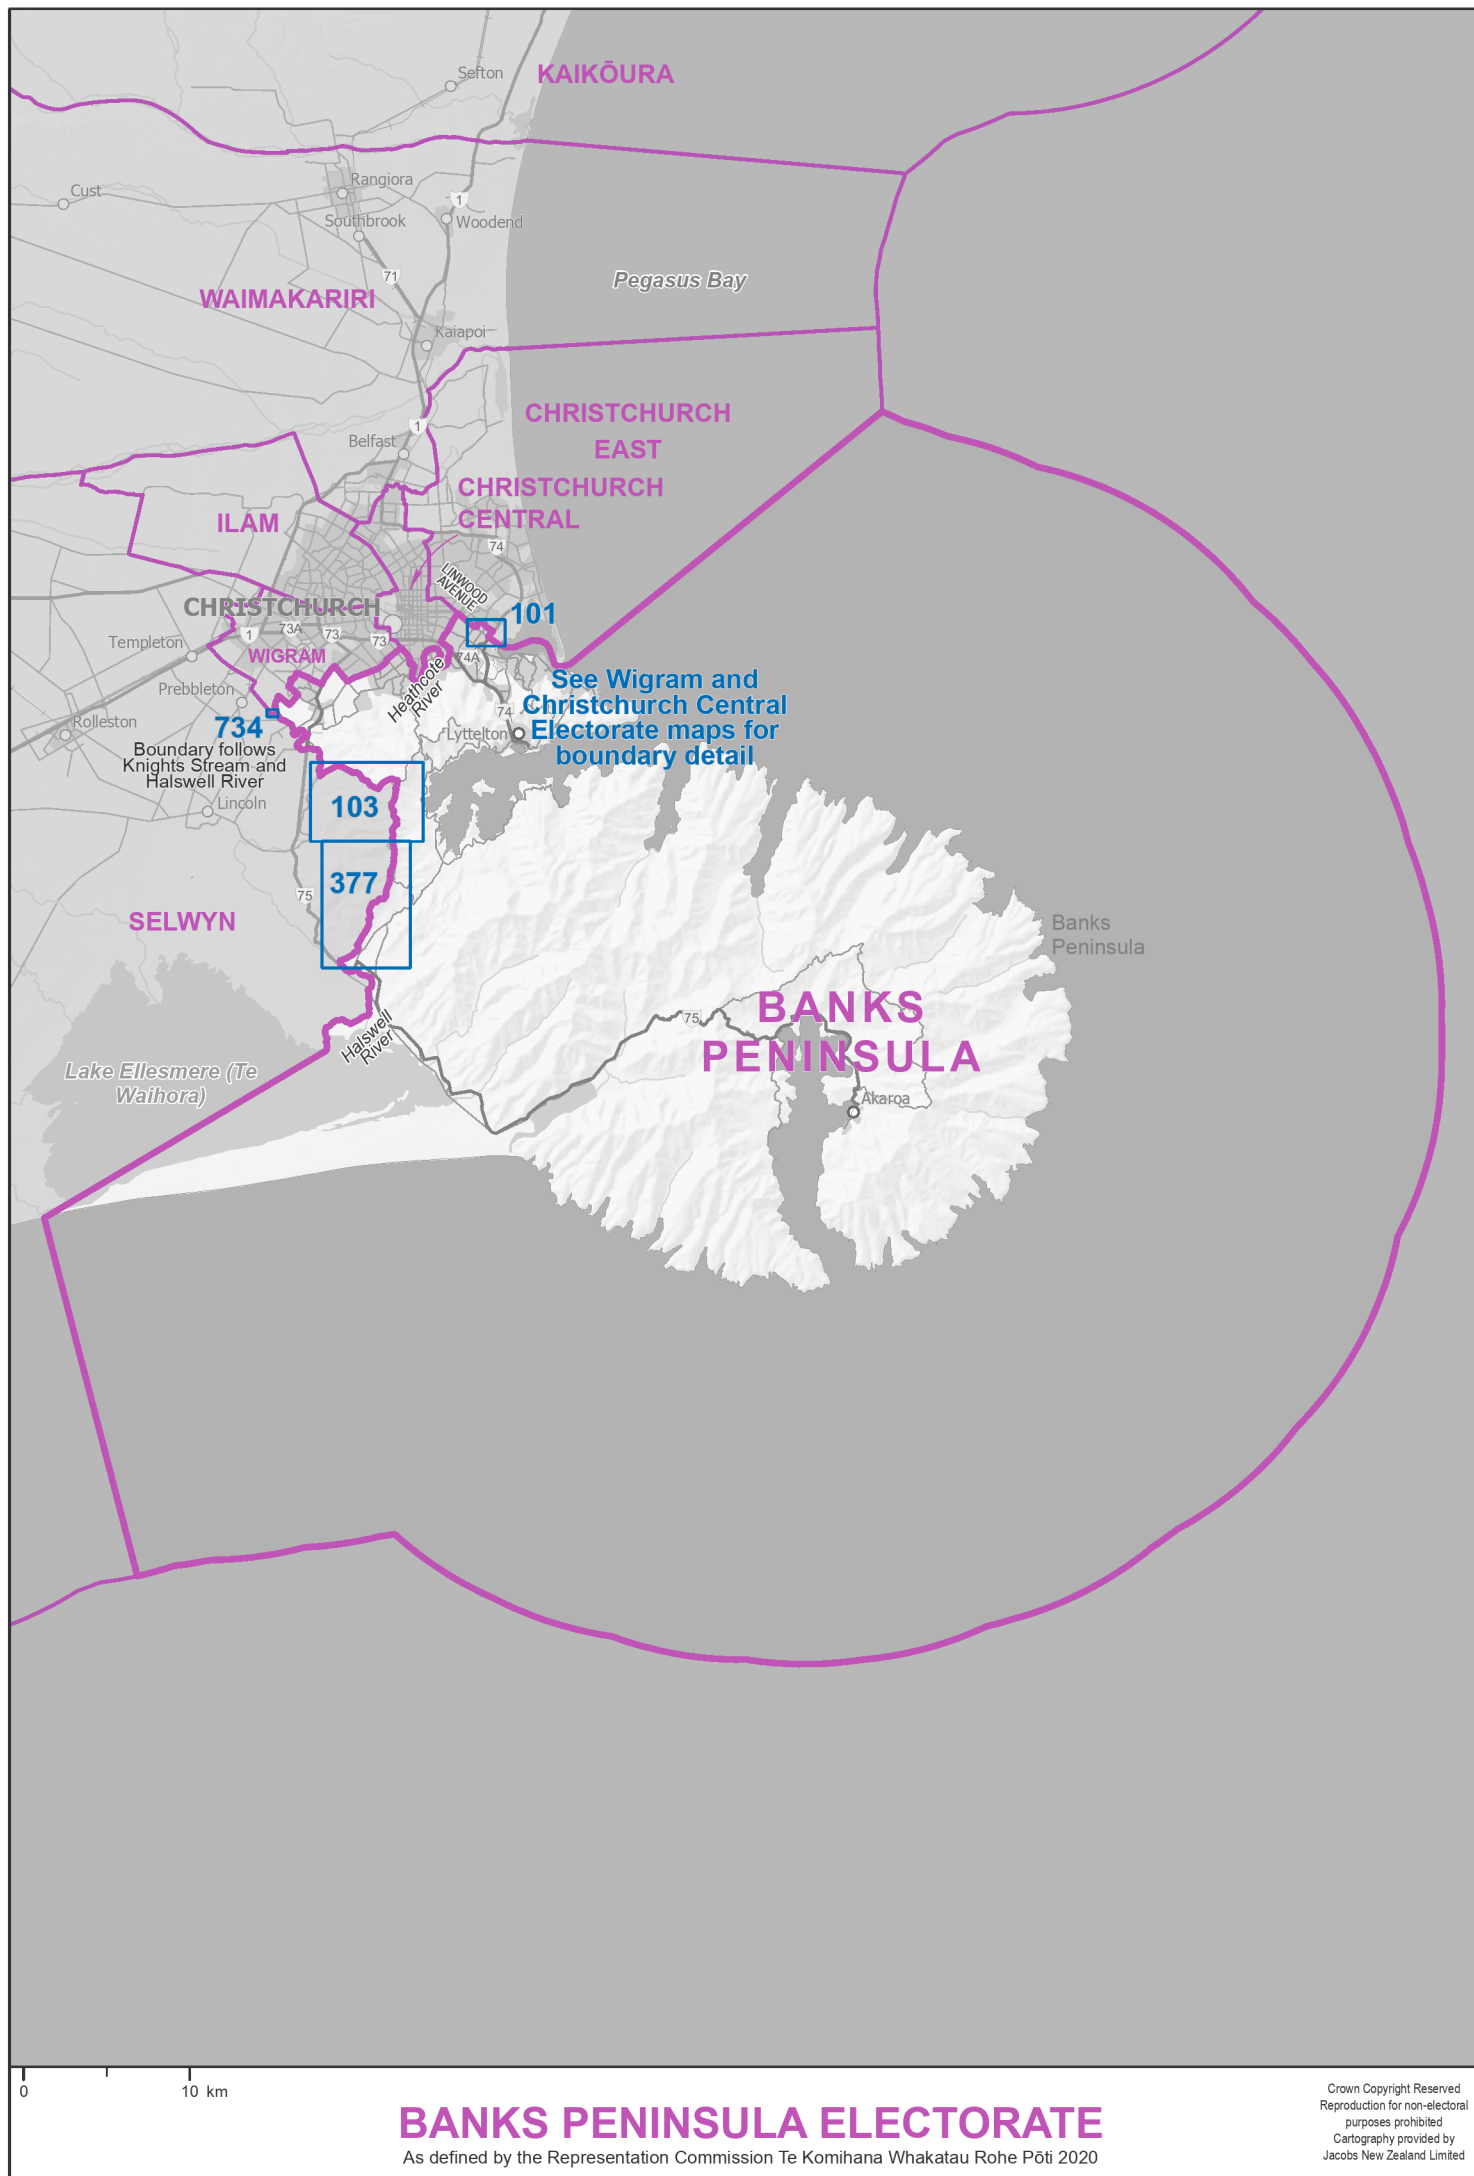 Sefton
KAIKŌURA
Cust
Rangiora
1
Southbrook
Woodend
71
Pegasus Bay
WAIMAKARIRI
Kaiapoi
CHRISTCHURCH
EAST
1
Belfast
CHRISTCHURCH
CENTRAL
ILAM
74
LINWOOD
AVENUE
CHRISTCHURCH
101
1
73A
73
73
Templeton
WIGRAM
74A
Heathcote
River
See Wigram and
Christchurch Central
Electorate maps for
boundary detail
Prebbleton
74
Rolleston
734
Lyttelton
Boundary follows
Knights Stream and
Halswell River
Lincoln
103
377
75
SELWYN
Banks
Peninsula
BANKS
PENINSULA
75
Halswell
River
Lake Ellesmere (Te
Waihora)
Akaroa
0
10 km
BANKS PENINSULA ELECTORATE
As defined by the Representation Commission Te Komihana Whakatau Rohe Pōti 2020
Crown Copyright Reserved
Reproduction for non-electoral
purposes prohibited
Cartography provided by
Jacobs New Zealand Limited